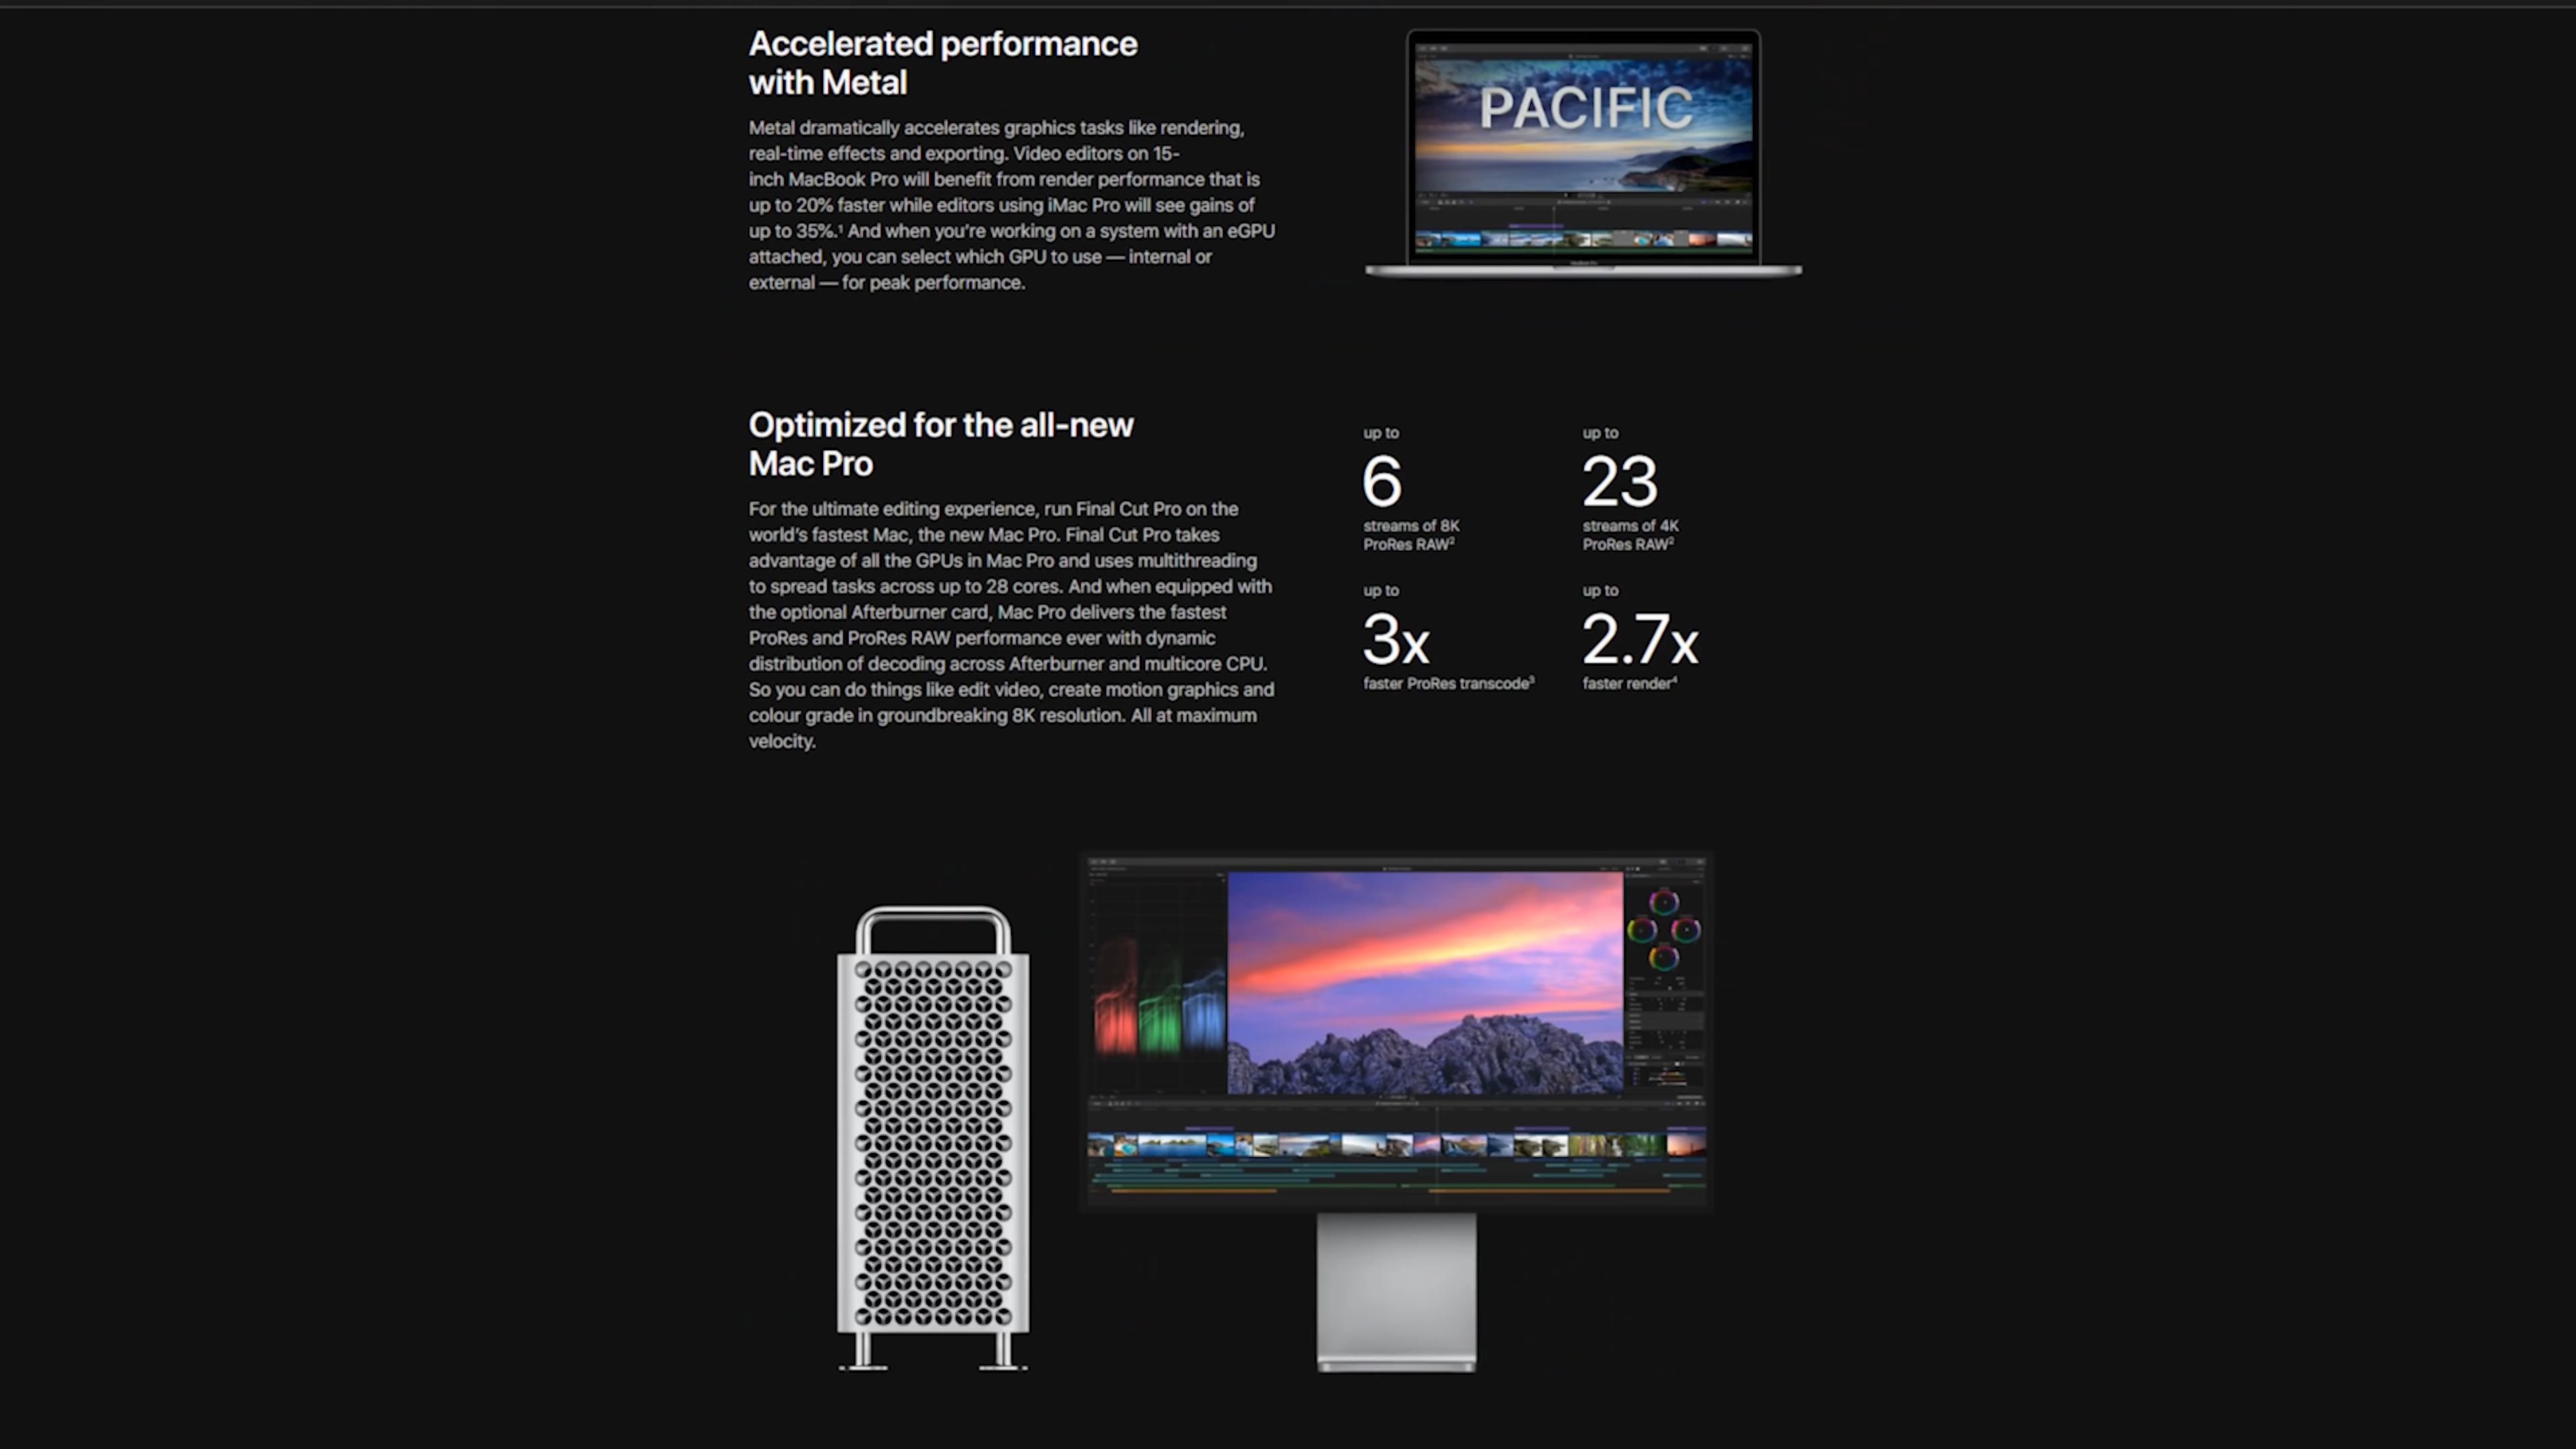 Accelerated performance
with Metal
Metal dramatically accelerates graphics tasks like rendering,
real-time effects and exporting. Video editors on 15-
inch MacBook Pro will benefit from render performance that is
up to 20% faster while editors using iMac Pro will see gains of
up to 35%.¹ And when you're working on a system with an eGPU
attached, you can select which GPU to use — internal or
external — for peak performance.
PACIFIC
Optimized for the all-new
Mac Pro
For the ultimate editing experience, run Final Cut Pro on the
world's fastest Mac, the new Mac Pro. Final Cut Pro takes
advantage of all the GPUs in Mac Pro and uses multithreading
to spread tasks across up to 28 cores. And when equipped with
the optional Afterburner card, Mac Pro delivers the fastest
ProRes and ProRes RAW performance ever with dynamic
distribution of decoding across Afterburner and multicore CPU.
So you can do things like edit video, create motion graphics and
colour grade in groundbreaking 8K resolution. All at maximum
velocity.
up to
6
streams of 8K
ProRes RAW²
up to
23
streams of 4K
ProRes RAW²
up to
3x
faster ProRes transcode³
up to
2.7x
faster render⁴